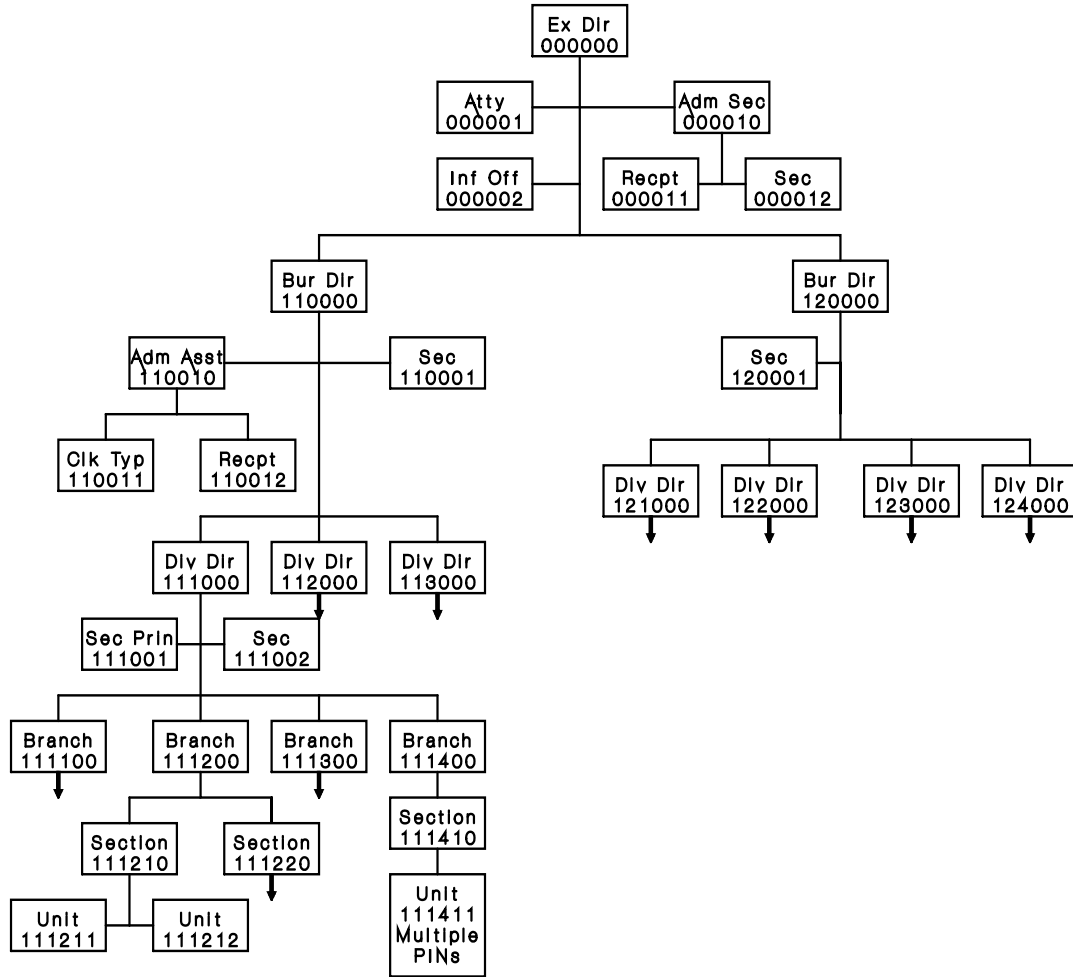 Ex Dir
000000
Atty
000001
Adm Sec
000010
Inf Off
000002
Recpt
000011
Sec
000012
Bur Dir
110000
Bur Dir
120000
Adm Asst
110010
Sec
110001
Sec
120001
Clk Typ
110011
Recpt
110012
Div Dir
121000
Div Dir
122000
Div Dir
123000
Div Dir
124000
Div Dir
111000
Div Dir
112000
Div Dir
113000
Sec Prin
111001
Sec
111002
Branch
111100
Branch
111200
Branch
111300
Branch
111400
Section
111210
Section
111220
Section
111410
Unit
111211
Unit
111212
Unit
111411
Multiple
PINs